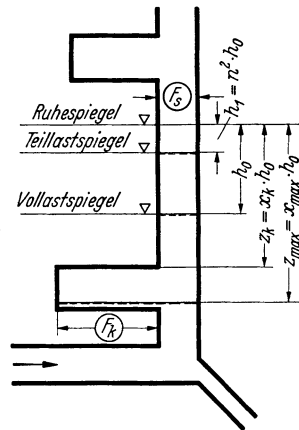 F_s
Ruhespiegel
Teillastspiegel
Vollastspiegel
h_1 = n²·h_0
h_0
z_k = x_k·h_0
z_max = x_max·h_0
F_k